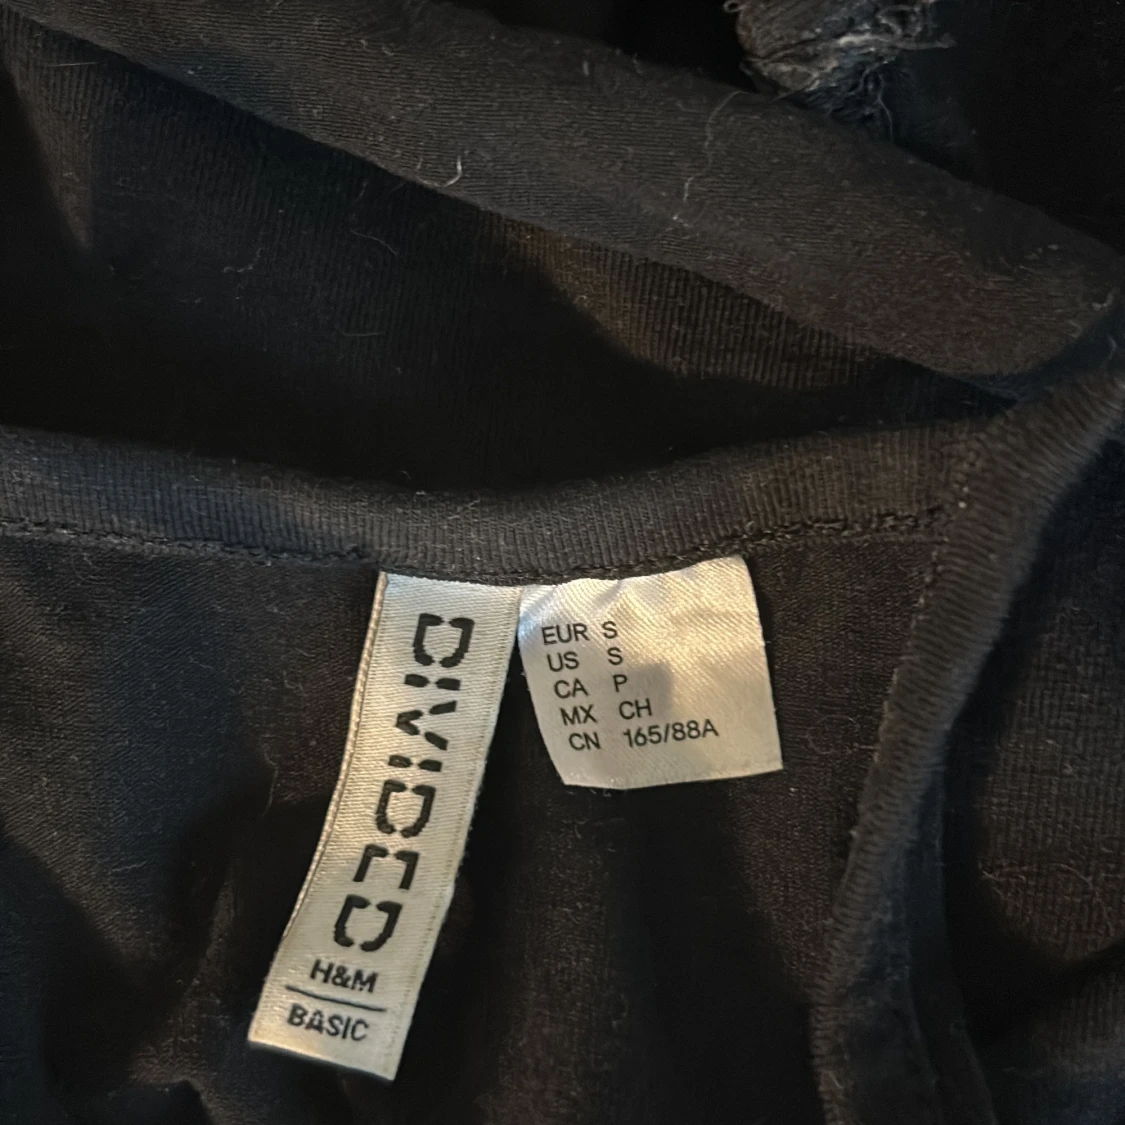 DIVIDED
H&M
BASIC
EUR S
US S
CA P
MX CH
CN 165/88A